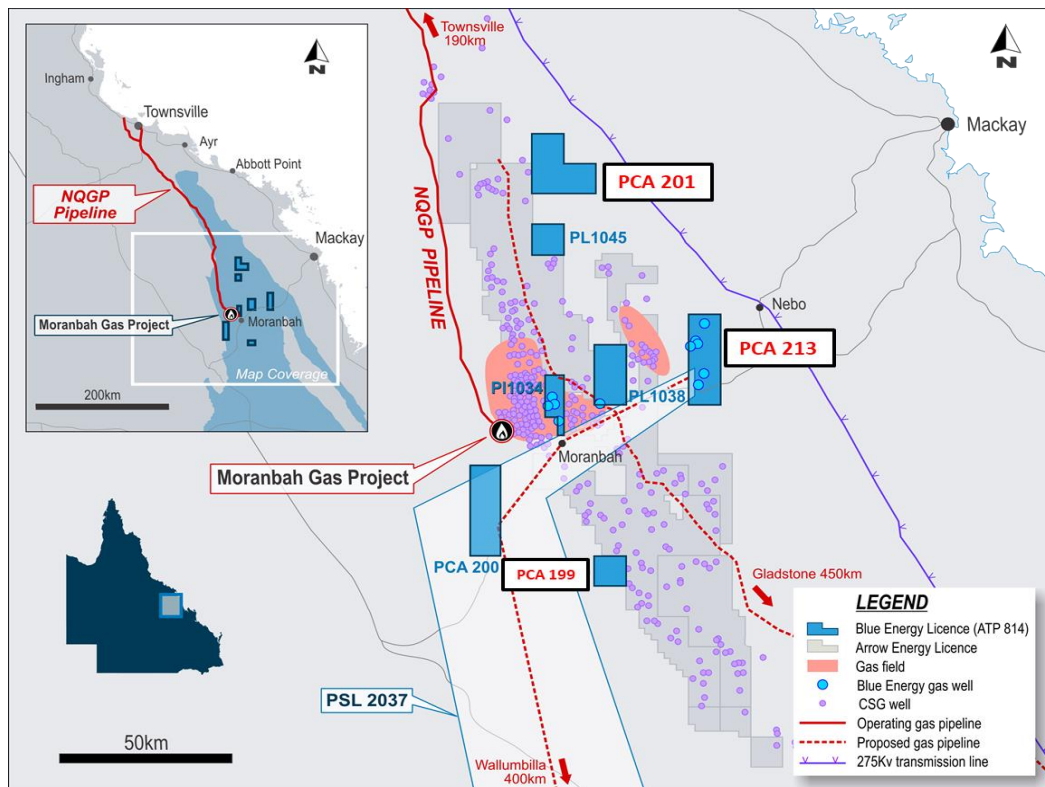 N
Ingham
Townsville
Ayr
Abbott Point
NQGP
Pipeline
Mackay
Moranbah Gas Project
Moranbah
Map Coverage
200km
Townsville
190km
N
Mackay
PCA 201
PL1045
NQGP PIPELINE
Nebo
PCA 213
Pl1034
PL1038
Moranbah
Moranbah Gas Project
PCA 200
PCA 199
Gladstone 450km
PSL 2037
50km
Wallumbilla
400km
LEGEND
Blue Energy Licence (ATP 814)
Arrow Energy Licence
Gas field
Blue Energy gas well
CSG well
Operating gas pipeline
Proposed gas pipeline
275Kv transmission line